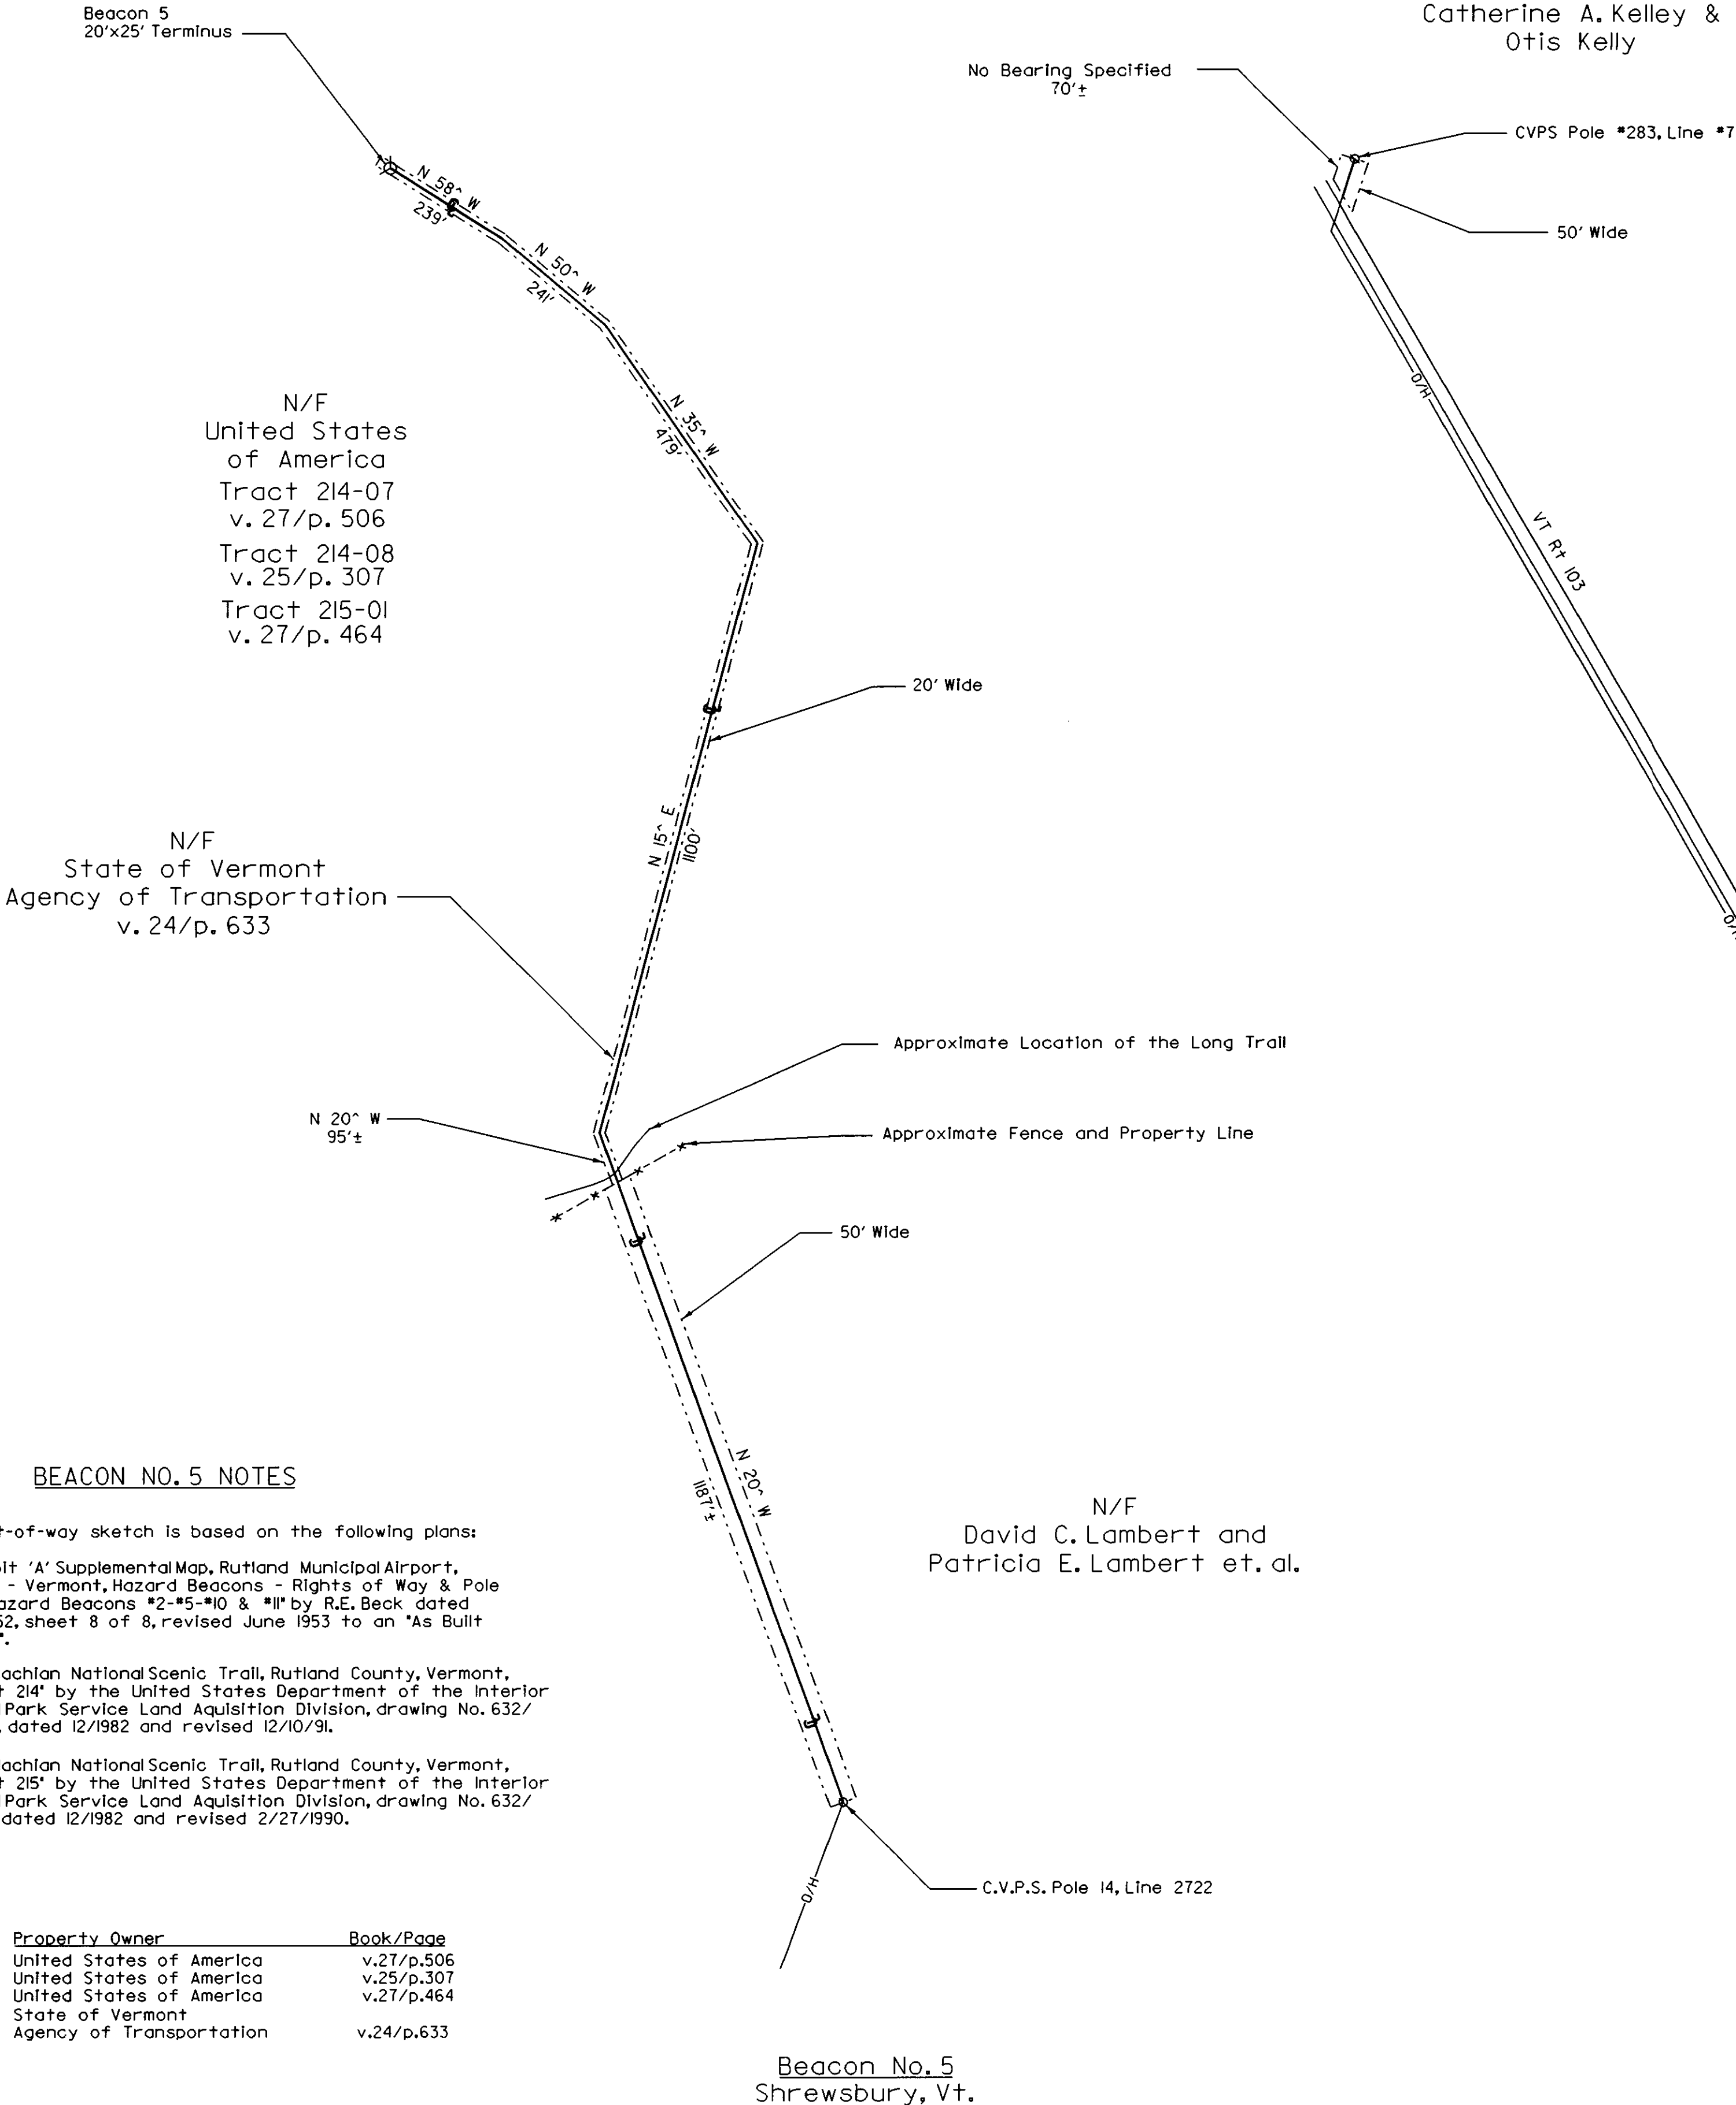 Beacon 5
20'x25' Terminus
Catherine A. Kelley &
Otis Kelly
No Bearing Specified
70'±
CVPS Pole #283, Line #7
50' Wide
N 58^ W
239'
N 50^ W
241'
N 35^ W
479'
O/H
VT Rt 103
N/F
United States
of America
Tract 214-07
v. 27/p. 506
Tract 214-08
v. 25/p. 307
Tract 215-01
v. 27/p. 464
20' Wide
N 15^ E
1100'
N/F
State of Vermont
Agency of Transportation
v. 24/p. 633
Approximate Location of the Long Trail
N 20^ W
95'±
Approximate Fence and Property Line
50' Wide
N 20^ W
1187'±
BEACON NO. 5 NOTES
t-of-way sketch is based on the following plans:
bit 'A' Supplemental Map, Rutland Municipal Airport,
- Vermont, Hazard Beacons - Rights of Way & Pole
azard Beacons #2-#5-#10 & #11" by R.E. Beck dated
52, sheet 8 of 8, revised June 1953 to an "As Built
".
lachian National Scenic Trail, Rutland County, Vermont,
t 214" by the United States Department of the Interior
l Park Service Land Aquisition Division, drawing No. 632/
, dated 12/1982 and revised 12/10/91.
lachian National Scenic Trail, Rutland County, Vermont,
t 215" by the United States Department of the Interior
l Park Service Land Aquisition Division, drawing No. 632/
dated 12/1982 and revised 2/27/1990.
N/F
David C. Lambert and
Patricia E. Lambert et. al.
O/H
C.V.P.S. Pole 14, Line 2722
Property Owner Book/Page
United States of America v.27/p.506
United States of America v.25/p.307
United States of America v.27/p.464
State of Vermont
Agency of Transportation v.24/p.633
Beacon No. 5
Shrewsbury, Vt.